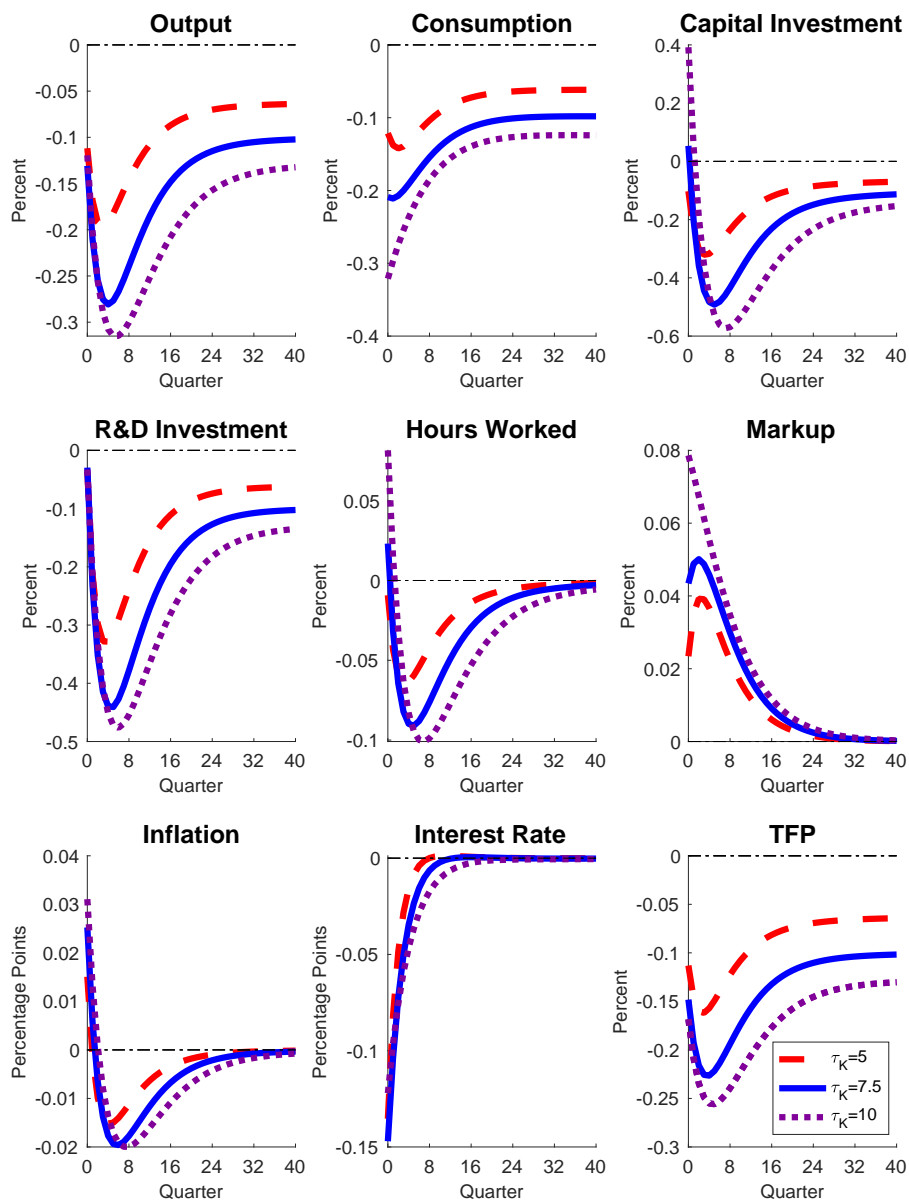 Output
Percent
0
-0.05
-0.1
-0.15
-0.2
-0.25
-0.3
0 8 16 24 32 40
Quarter
Consumption
Percent
0
-0.1
-0.2
-0.3
-0.4
0 8 16 24 32 40
Quarter
Capital Investment
Percent
0.4
0.2
0
-0.2
-0.4
-0.6
0 8 16 24 32 40
Quarter
R&D Investment
Percent
0
-0.1
-0.2
-0.3
-0.4
-0.5
0 8 16 24 32 40
Quarter
Hours Worked
Percent
0.05
0
-0.05
-0.1
0 8 16 24 32 40
Quarter
Markup
Percent
0.08
0.06
0.04
0.02
0
0 8 16 24 32 40
Quarter
Inflation
Percentage Points
0.04
0.03
0.02
0.01
0
-0.01
-0.02
0 8 16 24 32 40
Quarter
Interest Rate
Percentage Points
0
-0.05
-0.1
-0.15
0 8 16 24 32 40
Quarter
TFP
Percent
0
-0.05
-0.1
-0.15
-0.2
-0.25
-0.3
0 8 16 24 32 40
Quarter
τK=5
τK=7.5
τK=10